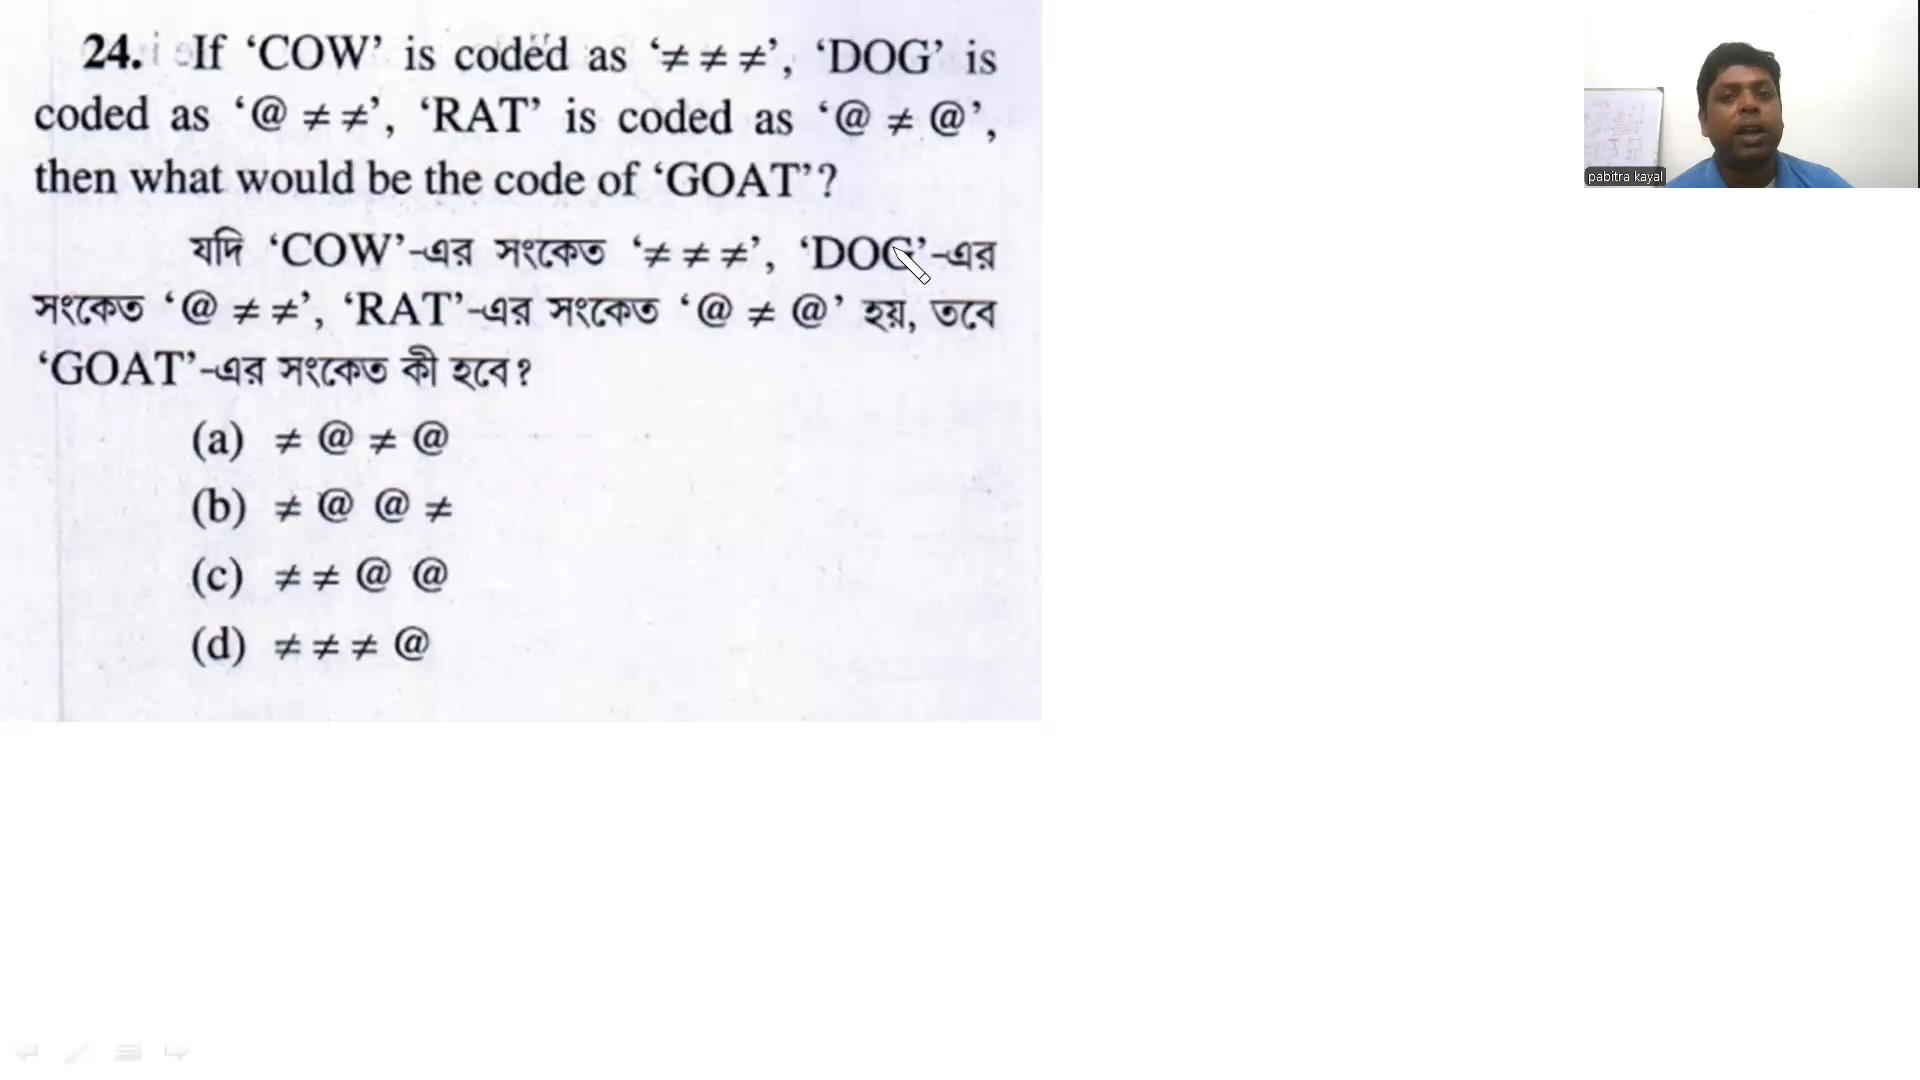 24. If ‘COW’ is coded as ‘≠ ≠ ≠’, ‘DOG’ is
coded as ‘@ ≠ ≠’, ‘RAT’ is coded as ‘@ ≠ @’,
then what would be the code of ‘GOAT’?
যদি ‘COW’-এর সংকেত ‘≠ ≠ ≠’, ‘DOG’-এর
সংকেত ‘@ ≠ ≠’, ‘RAT’-এর সংকেত ‘@ ≠ @’ হয়, তবে
‘GOAT’-এর সংকেত কী হবে?
(a) ≠ @ ≠ @
(b) ≠ @ @ ≠
(c) ≠ ≠ @ @
(d) ≠ ≠ ≠ @
pabitra kayal